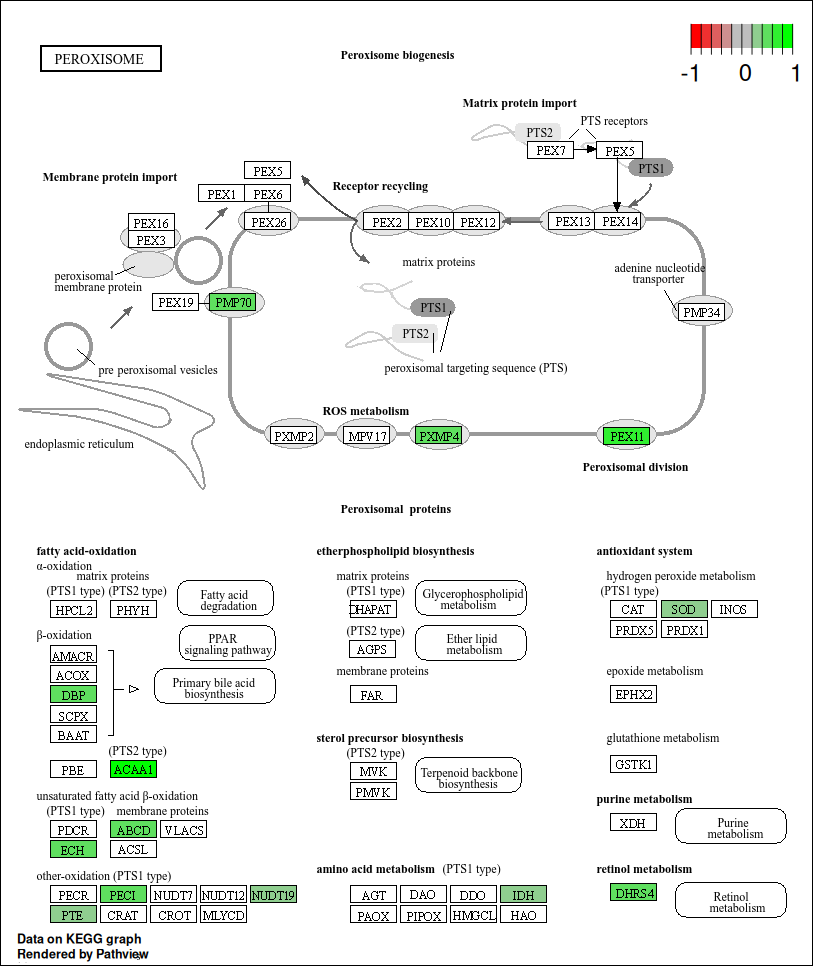 PEROXISOME
Peroxisome biogenesis
-1 0 1
Matrix protein import
PTS2
PTS receptors
PEX7
PEX5
PTS1
PEX5
Membrane protein import
PEX1 PEX6
Receptor recycling
PEX16
PEX3
PEX26
PEX2 PEX10 PEX12
PEX13 PEX14
matrix proteins
adenine nucleotide
transporter
peroxisomal
membrane protein
PEX19
PMP70
PTS1
PMP34
PTS2
pre peroxisomal vesicles
peroxisomal targeting sequence (PTS)
ROS metabolism
endoplasmic reticulum
PXMP2
MPV17
PXMP4
PEX11
Peroxisomal division
Peroxisomal proteins
fatty acid-oxidation
α-oxidation
matrix proteins
(PTS1 type) (PTS2 type)
HPCL2 PHYH
Fatty acid
degradation
β-oxidation
PPAR
signaling pathway
AMACR
ACOX
DBP
SCPX
BAAT
Primary bile acid
biosynthesis
(PTS2 type)
PBE ACAA1
unsaturated fatty acid β-oxidation
(PTS1 type) membrane proteins
PDCR ABCD VLACS
ECH ACSL
other-oxidation (PTS1 type)
PECR PECI NUDT7 NUDT12 NUDT19
PTE CRAT CROT MLYCD
etherphospholipid biosynthesis
matrix proteins
(PTS1 type)
DHAPAT
Glycerophospholipid
metabolism
(PTS2 type)
AGPS
Ether lipid
metabolism
membrane proteins
FAR
sterol precursor biosynthesis
(PTS2 type)
MVK
PMVK
Terpenoid backbone
biosynthesis
amino acid metabolism (PTS1 type)
AGT DAO DDO IDH
PAOX PIPOX HMGCL HAO
antioxidant system
hydrogen peroxide metabolism
(PTS1 type)
CAT SOD INOS
PRDX5 PRDX1
epoxide metabolism
EPHX2
glutathione metabolism
GSTK1
purine metabolism
XDH
Purine
metabolism
retinol metabolism
DHRS4
Retinol
metabolism
Data on KEGG graph
Rendered by Pathview